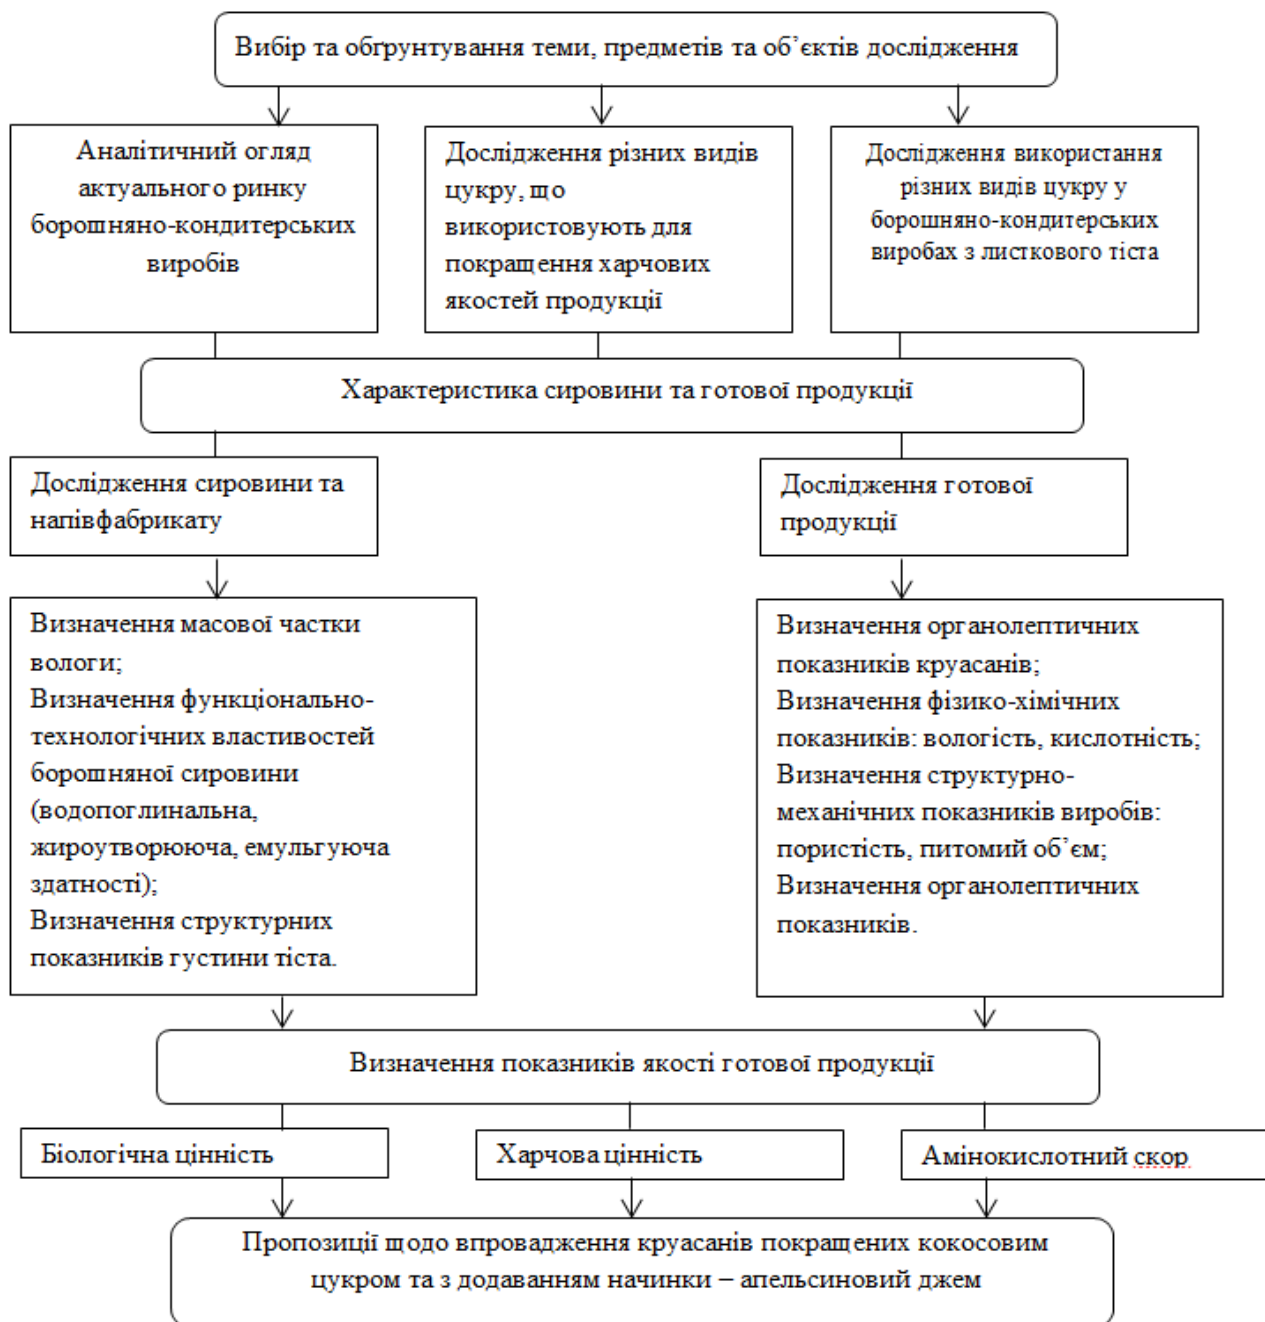 Вибір та обґрунтування теми, предметів та об’єктів дослідження
Аналітичний огляд
актуального ринку
борошняно-кондитерських
виробів
Дослідження різних видів
цукру, що
використовують для
покращення харчових
якостей продукції
Дослідження використання
різних видів цукру у
борошняно-кондитерських
виробах з листкового тіста
Характеристика сировини та готової продукції
Дослідження сировини та
напівфабрикату
Дослідження готової
продукції
Визначення масової частки
вологи;
Визначення функціонально-
технологічних властивостей
борошняної сировини
(водопоглинальна,
жироутворююча, емульгуюча
здатності);
Визначення структурних
показників густини тіста.
Визначення органолептичних
показників круасанів;
Визначення фізико-хімічних
показників: вологість, кислотність;
Визначення структурно-
механічних показників виробів:
пористість, питомий об’єм;
Визначення органолептичних
показників.
Визначення показників якості готової продукції
Біологічна цінність
Харчова цінність
Амінокислотний скор
Пропозиції щодо впровадження круасанів покращених кокосовим
цукром та з додаванням начинки – апельсиновий джем